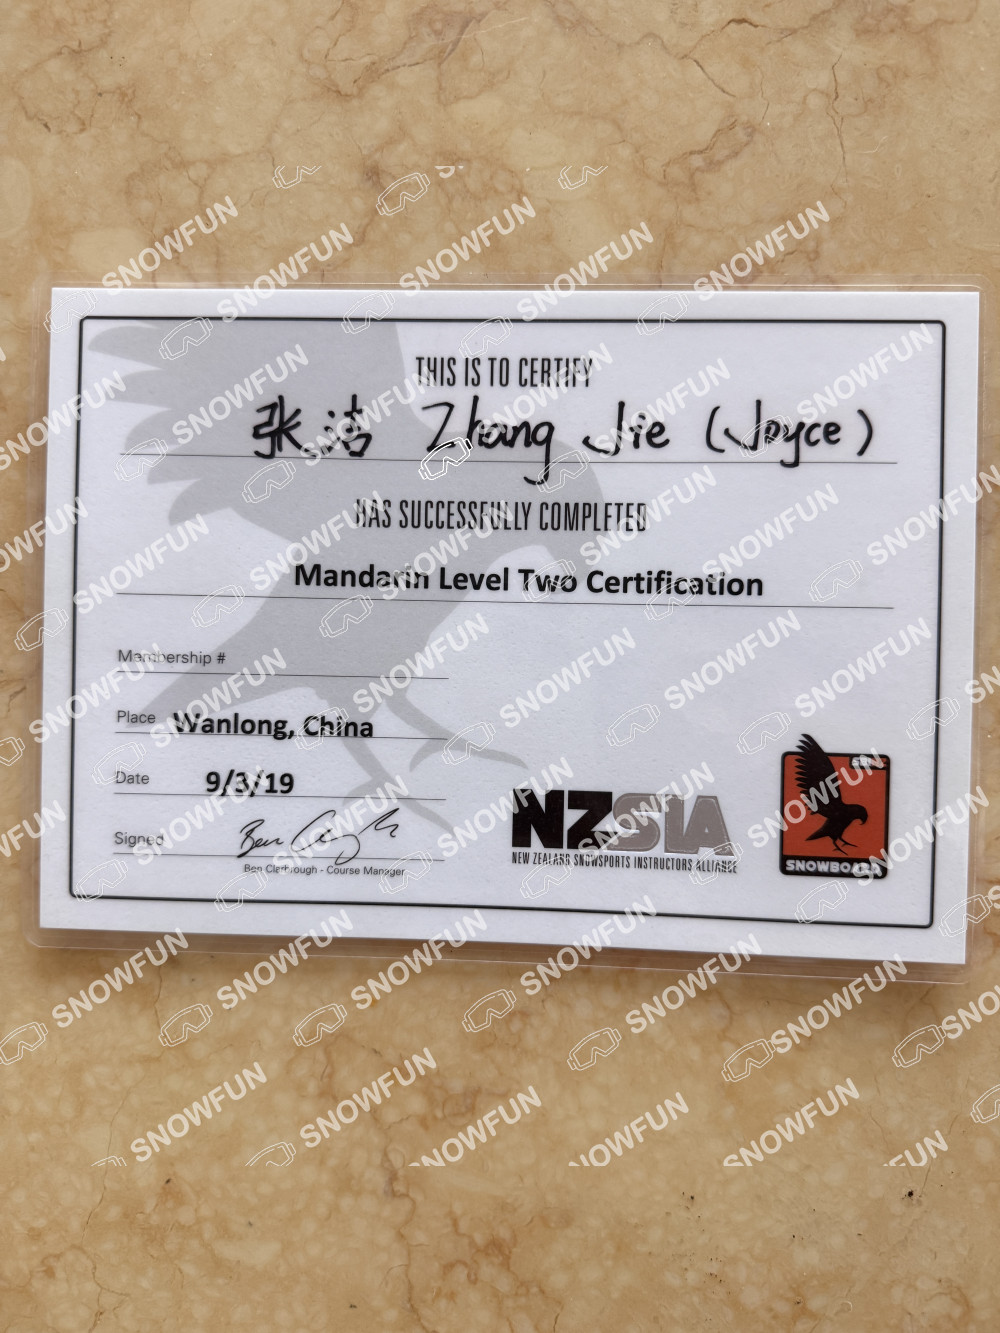 THIS IS TO CERTIFY
张洁 Zhang Jie (Joyce)
HAS SUCCESSFULLY COMPLETED
Mandarin Level Two Certification
Membership #
Place Wanlong, China
Date 9/3/19
Signed
Ben Clarbrough - Course Manager
NZSIA
NEW ZEALAND SNOWSPORTS INSTRUCTORS ALLIANCE
SNOWBOARD
SNOWFUN